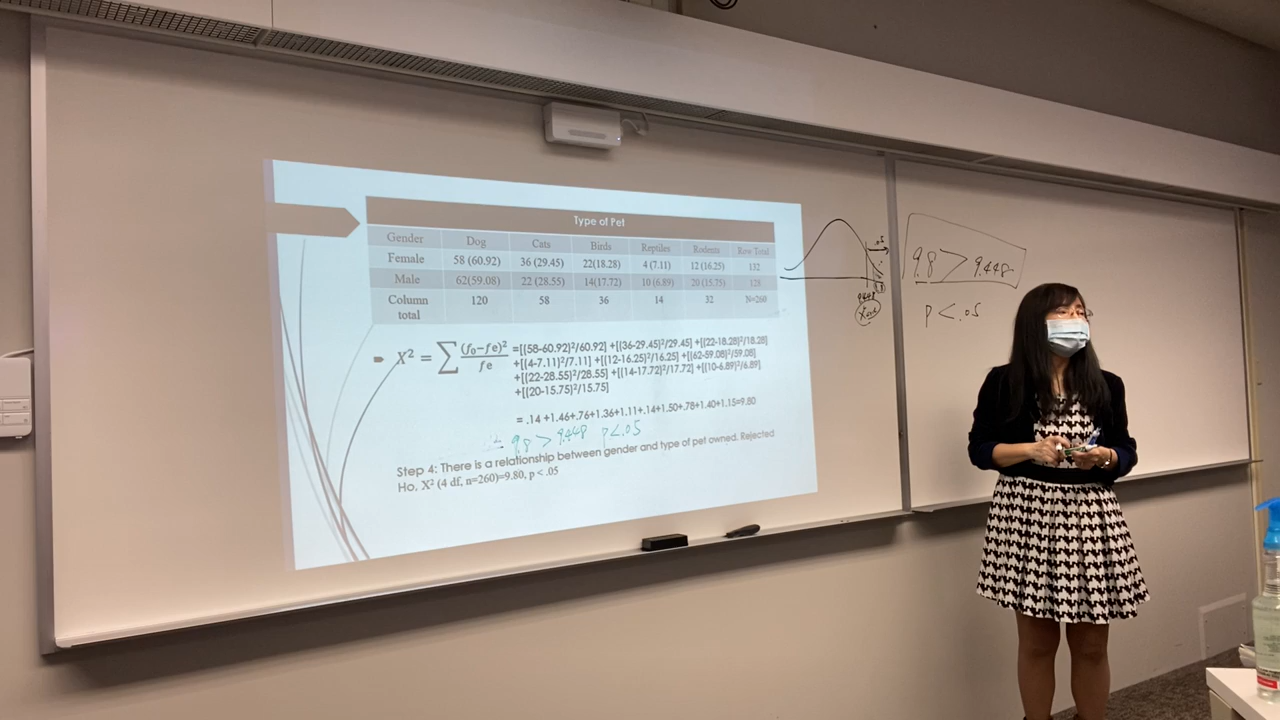 Type of Pet
Gender Dog Cats Birds Reptiles Rodents Row Total
Female 58 (60.92) 36 (29.45) 22(18.28) 4 (7.11) 12 (16.25) 132
Male 62(59.08) 22 (28.55) 14(17.72) 10 (6.89) 20 (15.75) 128
Column total 120 58 36 14 32 N=260
X² = ∑ (fo−fe)²/fe =[(58-60.92)²/60.92] +[(36-29.45)²/29.45] +[(22-18.28)²/18.28]
+[(4-7.11)²/7.11] +[(12-16.25)²/16.25] +[(62-59.08)²/59.08]
+[(22-28.55)²/28.55] +[(14-17.72)²/17.72] +[(10-6.89)²/6.89]
+[(20-15.75)²/15.75]
= .14 +1.46+.76+1.36+1.11+.14+1.50+.78+1.40+1.15=9.80
9.8 > 9.448 p<.05
Step 4: There is a relationship between gender and type of pet owned. Rejected
Ho, X² (4 df, n=260)=9.80, p < .05
9.448
9.8 > 9.448
p < .05